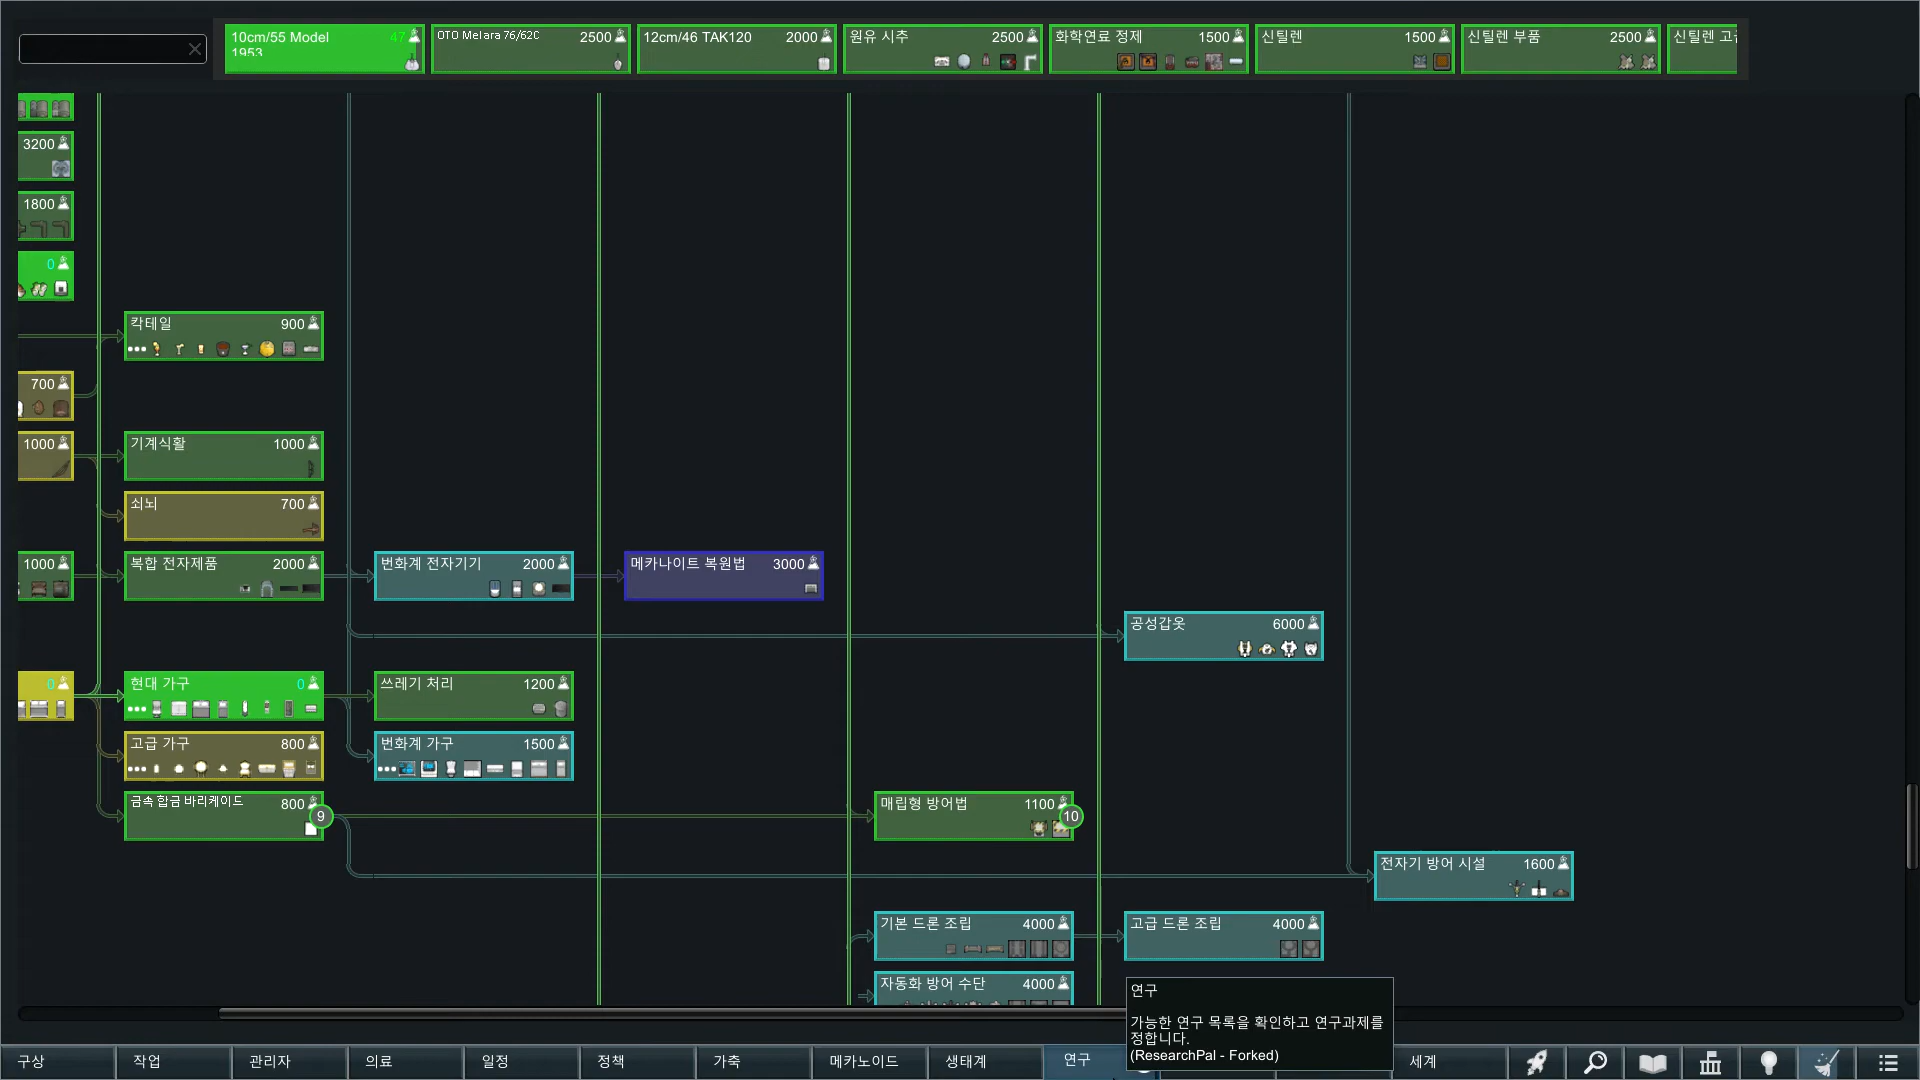 10cm/55 Model 47
1953
OTO Melara 76/62C 2500
12cm/46 TAK120 2000
원유 시추 2500
화학연료 정제 1500
신틸렌 1500
신틸렌 부품 2500
신틸렌 고급
3200
1800
0
칵테일 900
700
1000
기계식활 1000
쇠뇌 700
1000
복합 전자제품 2000
번화계 전자기기 2000
메카나이트 복원법 3000
공성갑옷 6000
0
현대 가구 0
쓰레기 처리 1200
고급 가구 800
번화계 가구 1500
금속 합금 바리케이드 800
9
매립형 방어법 1100
10
전자기 방어 시설 1600
기본 드론 조립 4000
고급 드론 조립 4000
자동화 방어 수단 4000
연구
가능한 연구 목록을 확인하고 연구과제를
정합니다.
(ResearchPal - Forked)
구상
작업
관리자
의료
일정
정책
가축
메카노이드
생태계
연구
세계